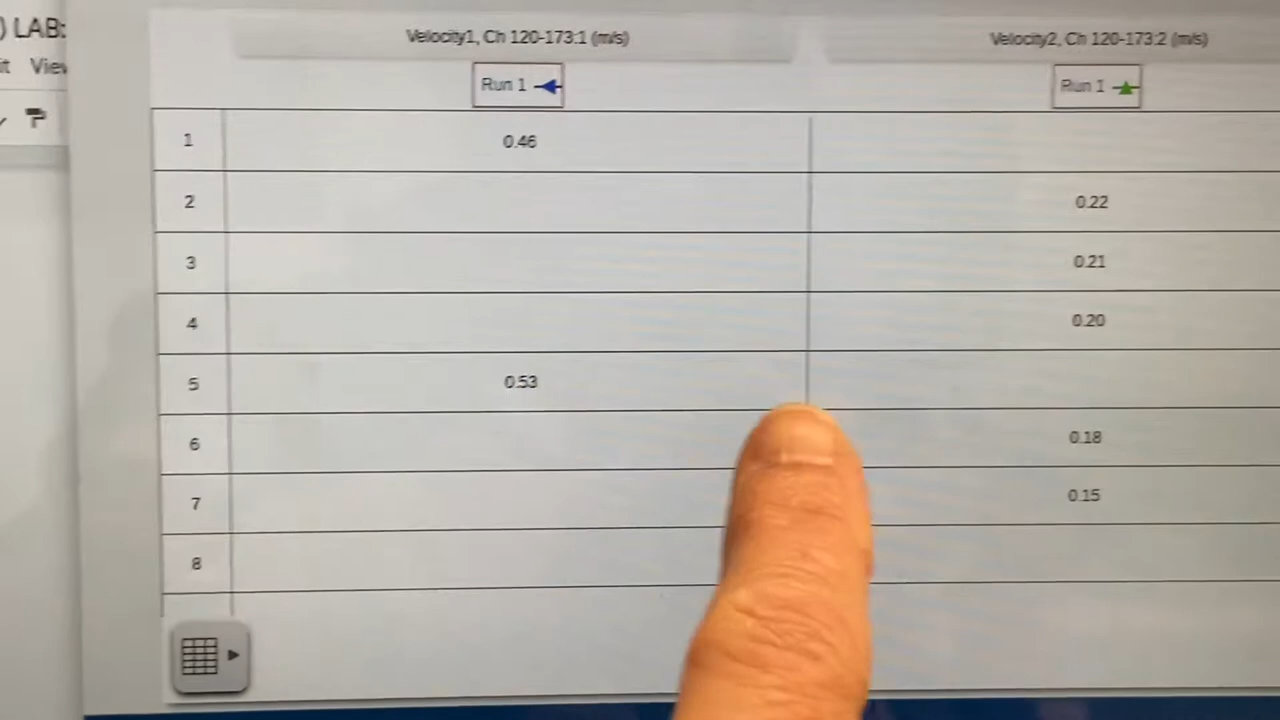 ) LAB:
it View
Velocity1, Ch 120-173:1 (m/s) Velocity2, Ch 120-173:2 (m/s)
Run 1 Run 1
1 0.46
2 0.22
3 0.21
4 0.20
5 0.53
6 0.18
7 0.15
8